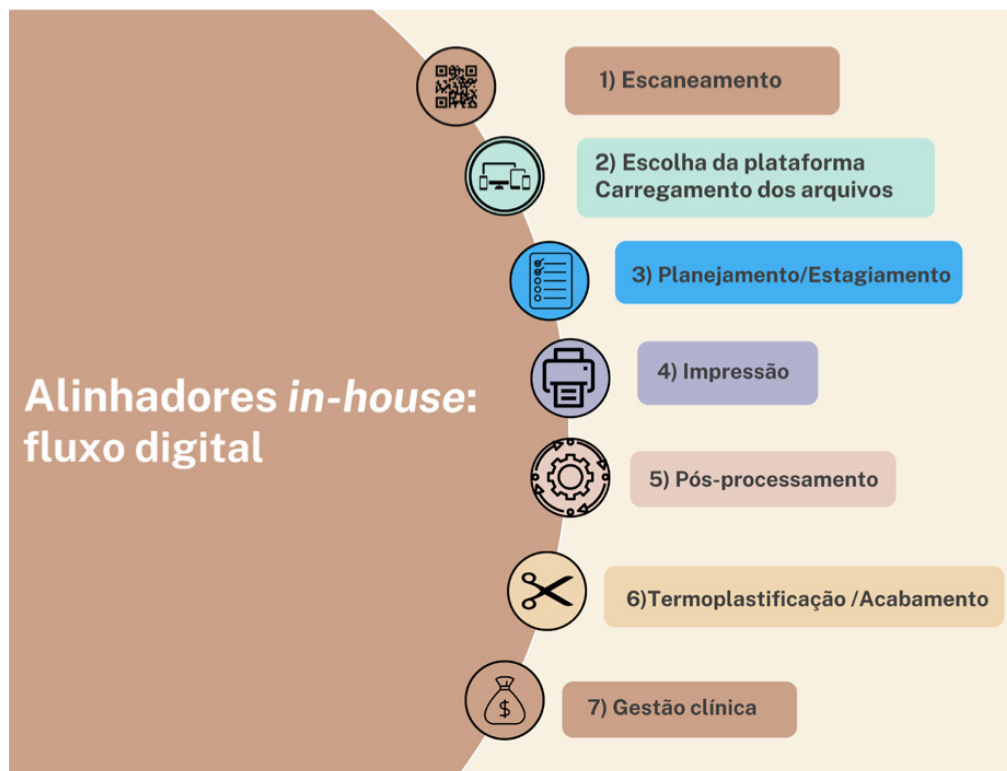 1) Escaneamento
2) Escolha da plataforma
Carregamento dos arquivos
3) Planejamento/Estagiamento
4) Impressão
Alinhadores in-house:
fluxo digital
5) Pós-processamento
6)Termoplastificação /Acabamento
$
7) Gestão clínica